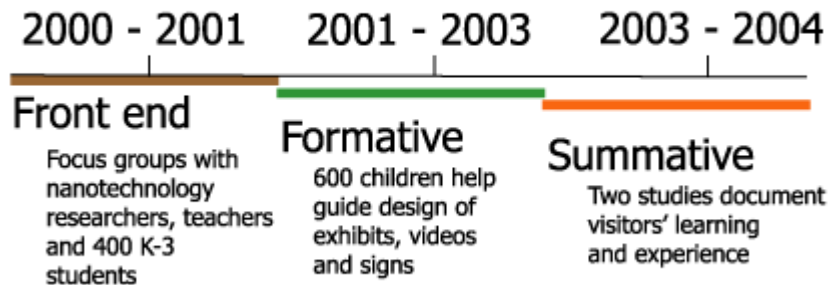 2000 - 2001
2001 - 2003
2003 - 2004
Front end
Focus groups with
nanotechnology
researchers, teachers
and 400 K-3
students
Formative
600 children help
guide design of
exhibits, videos
and signs
Summative
Two studies document
visitors’ learning
and experience